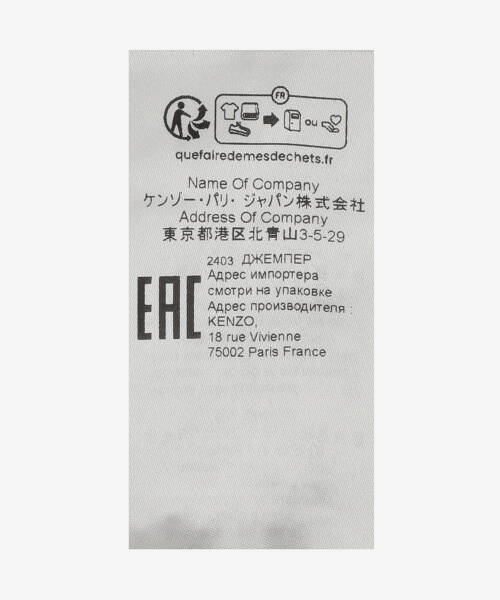 FR
ou
quefairedemesdechets.fr
Name Of Company
ケンゾー・パリ・ジャパン株式会社
Address Of Company
東京都港区北青山3-5-29
2403 ДЖЕМПЕР
Адрес импортера
смотри на упаковке
Адрес производителя :
EAC
KENZO,
18 rue Vivienne
75002 Paris France